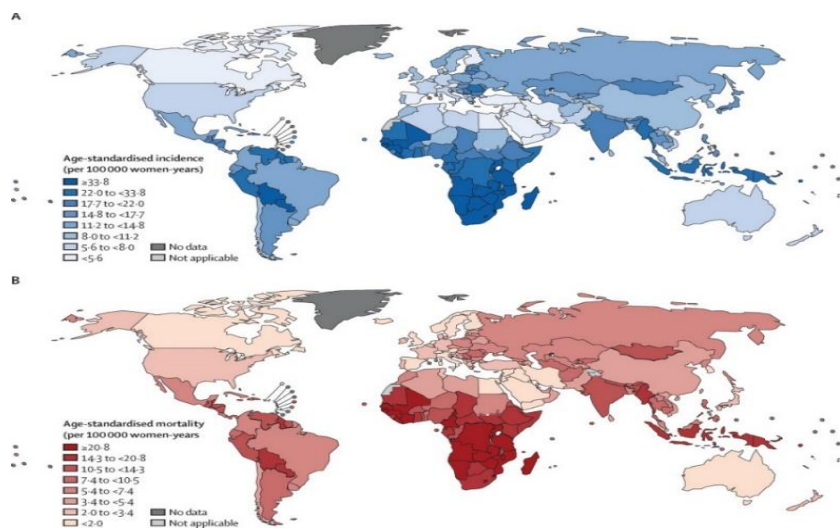 A
Age-standardised incidence
(per 100 000 women-years)
≥33·8
22·0 to <33·8
17·7 to <22·0
14·8 to <17·7
11·2 to <14·8
8·0 to <11·2
5·6 to <8·0
<5·6
No data
Not applicable
B
Age-standardised mortality
(per 100 000 women-years
≥20·8
14·3 to <20·8
10·5 to <14·3
7·4 to <10·5
5·4 to <7·4
3·4 to <5·4
2·0 to <3·4
<2·0
No data
Not applicable